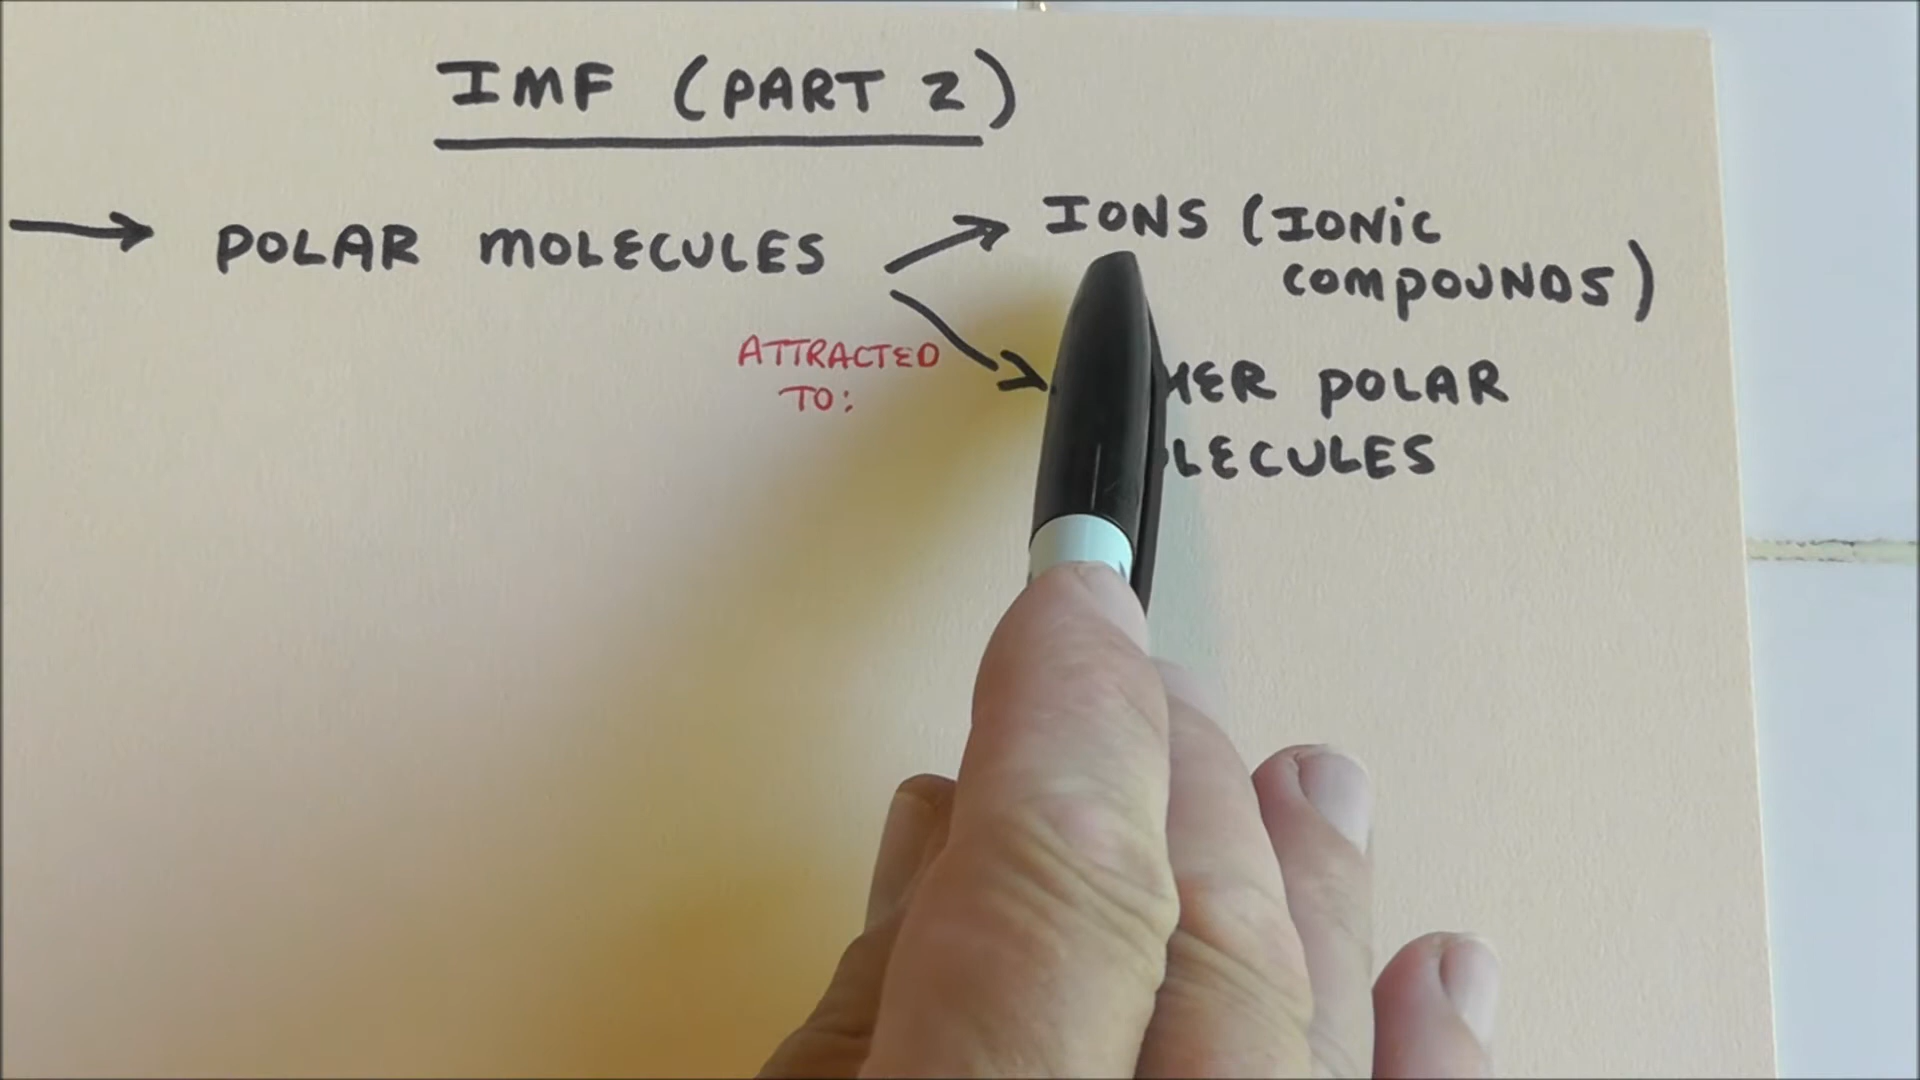 IMF (PART 2)
→ POLAR MOLECULES
IONS (IONiC
COMPOUNDS)
ATTRACTED
TO:
POLAR